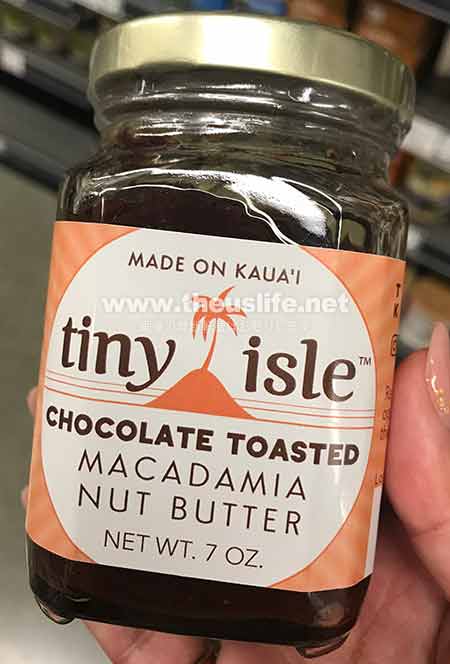 MADE ON KAUA'I
www.theuslife.net
tiny isle™
CHOCOLATE TOASTED
MACADAMIA
NUT BUTTER
NET WT. 7 OZ.